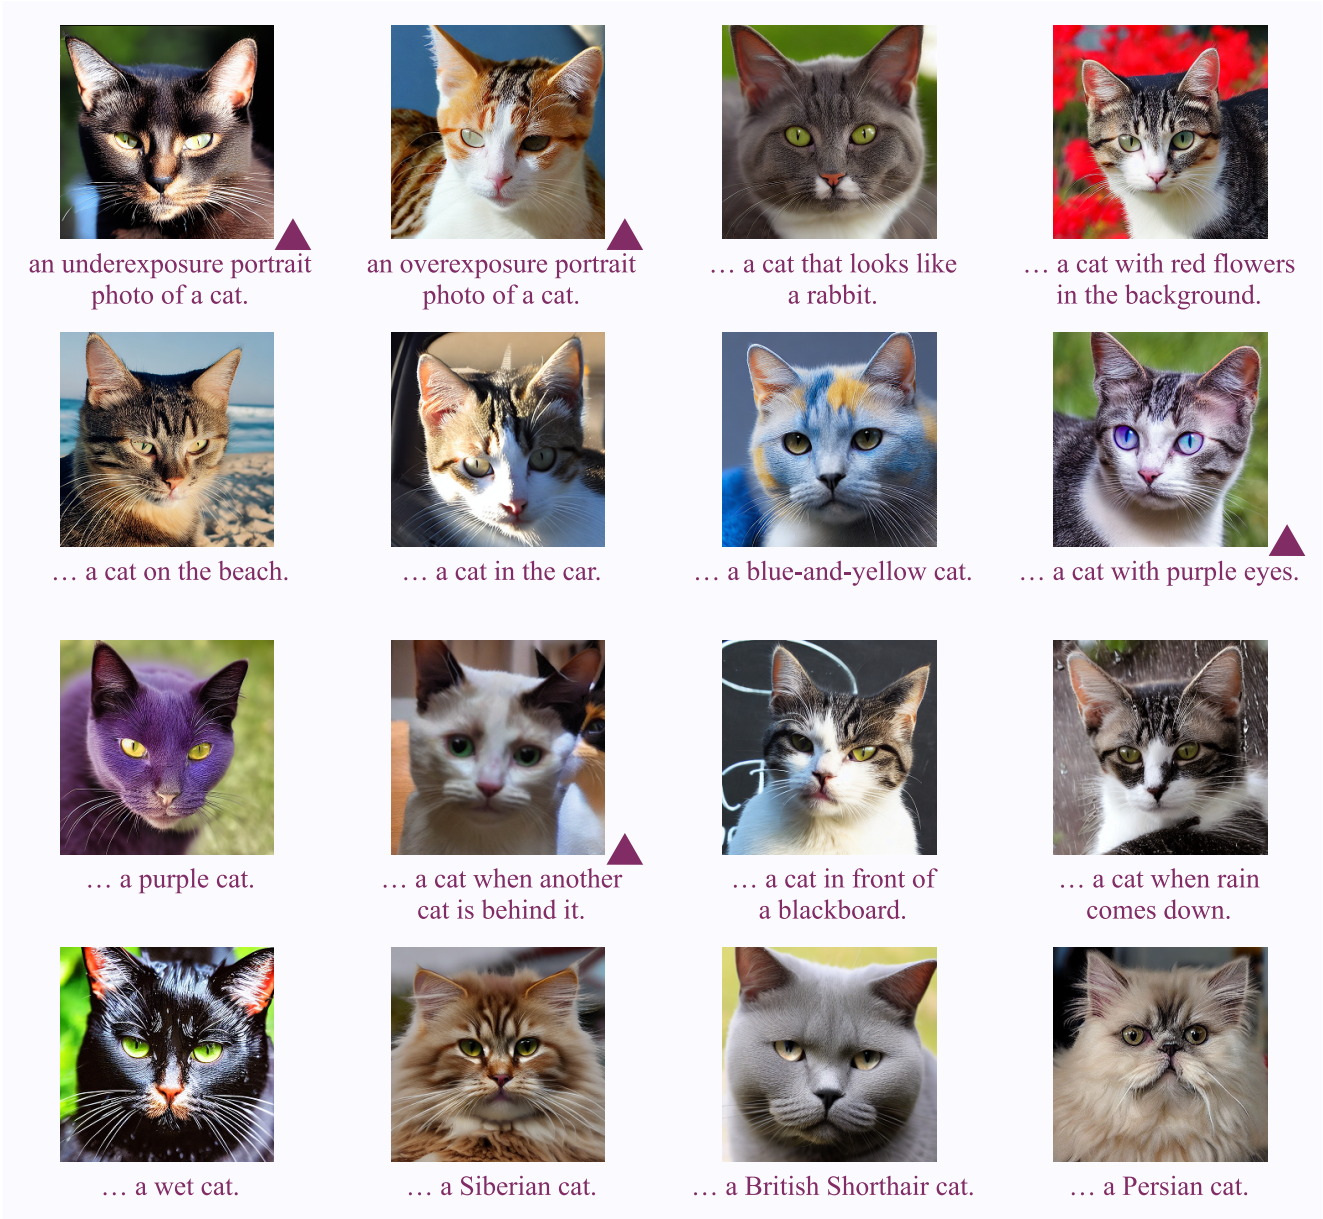 an underexposure portrait
photo of a cat.
an overexposure portrait
photo of a cat.
… a cat that looks like
a rabbit.
… a cat with red flowers
in the background.
… a cat on the beach.
… a cat in the car.
… a blue-and-yellow cat.
… a cat with purple eyes.
… a purple cat.
… a cat when another
cat is behind it.
… a cat in front of
a blackboard.
… a cat when rain
comes down.
… a wet cat.
… a Siberian cat.
… a British Shorthair cat.
… a Persian cat.